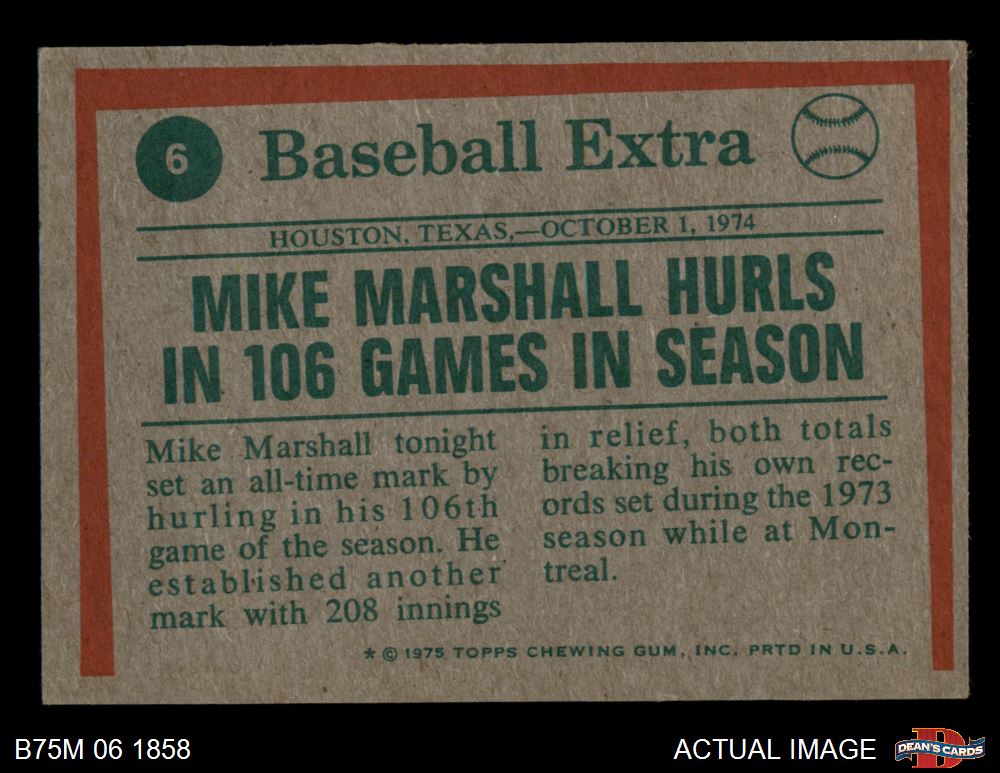 6
Baseball Extra
HOUSTON, TEXAS,—OCTOBER 1, 1974
MIKE MARSHALL HURLS
IN 106 GAMES IN SEASON
Mike Marshall tonight
set an all-time mark by
hurling in his 106th
game of the season. He
established another
mark with 208 innings
in relief, both totals
breaking his own rec-
ords set during the 1973
season while at Mon-
treal.
* © 1975 TOPPS CHEWING GUM, INC. PRTD IN U.S.A.
B75M 06 1858
ACTUAL IMAGE
D
DEAN'S CARDS